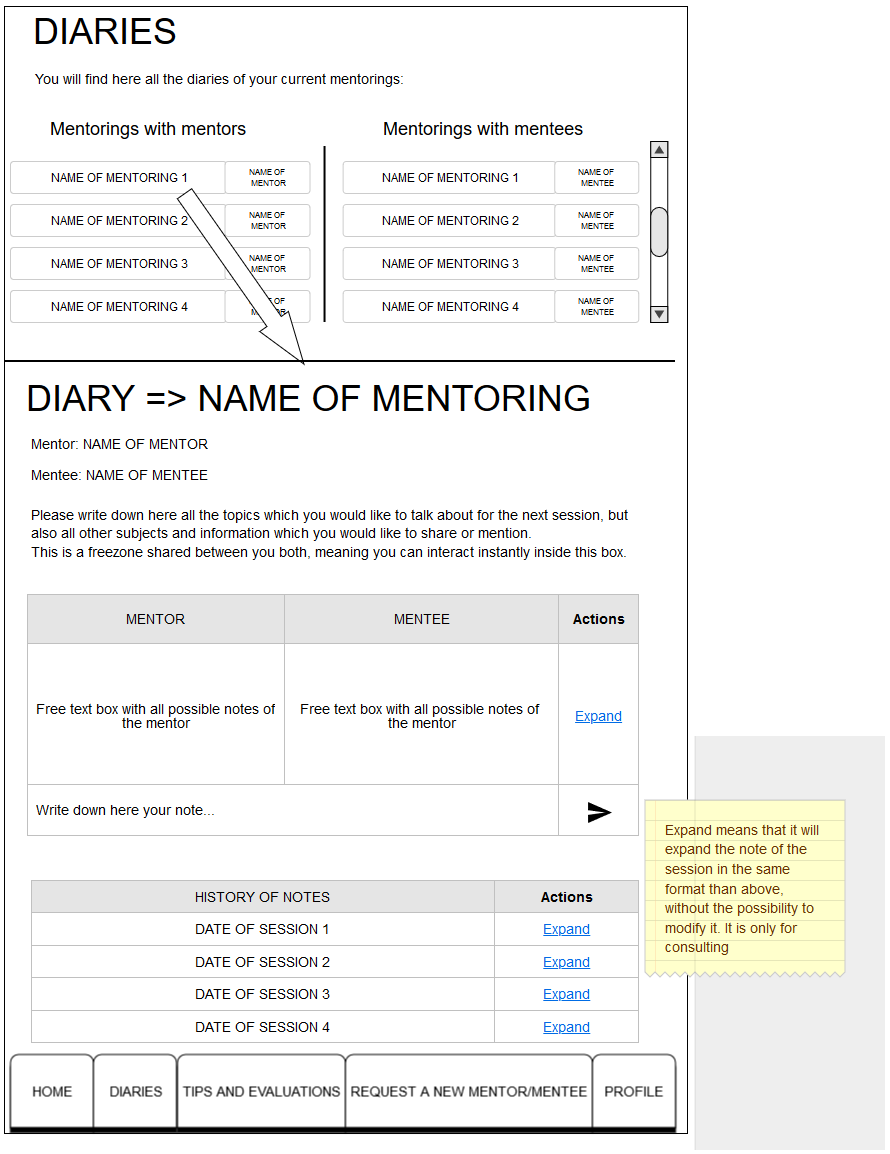 DIARIES
You will find here all the diaries of your current mentorings:
Mentorings with mentors
NAME OF MENTORING 1
NAME OF
MENTOR
NAME OF MENTORING 2
NAME OF
MENTOR
NAME OF MENTORING 3
NAME OF
MENTOR
NAME OF MENTORING 4
OF
Mentorings with mentees
NAME OF MENTORING 1
NAME OF
MENTEE
NAME OF MENTORING 2
NAME OF
MENTEE
NAME OF MENTORING 3
NAME OF
MENTEE
NAME OF MENTORING 4
NAME OF
MENTEE
DIARY => NAME OF MENTORING
Mentor: NAME OF MENTOR
Mentee: NAME OF MENTEE
Please write down here all the topics which you would like to talk about for the next session, but
also all other subjects and information which you would like to share or mention.
This is a freezone shared between you both, meaning you can interact instantly inside this box.
MENTOR MENTEE Actions
Free text box with all possible notes of
the mentor
Free text box with all possible notes of
the mentor
Expand
Write down here your note...
HISTORY OF NOTES Actions
DATE OF SESSION 1 Expand
DATE OF SESSION 2 Expand
DATE OF SESSION 3 Expand
DATE OF SESSION 4 Expand
Expand means that it will
expand the note of the
session in the same
format than above,
without the possibility to
modify it. It is only for
consulting
HOME DIARIES TIPS AND EVALUATIONS REQUEST A NEW MENTOR/MENTEE PROFILE